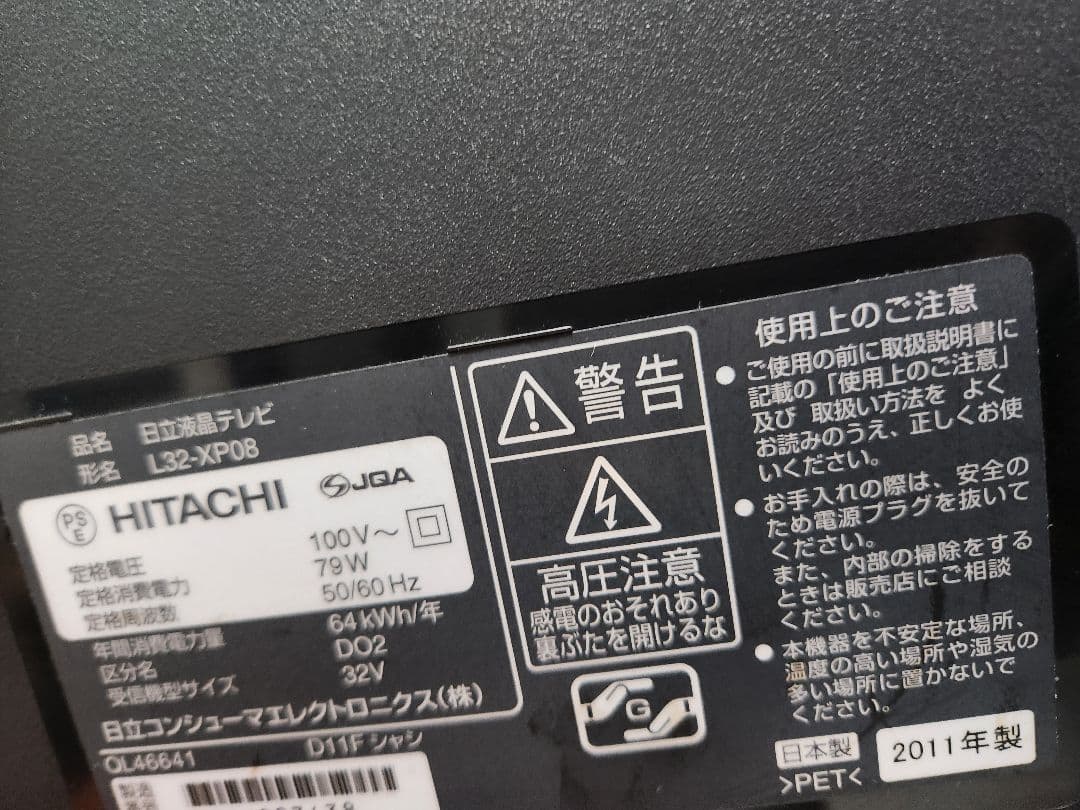 品名 日立液晶テレビ
形名 L32-XP08
PS
E
HITACHI
JQA
定格電圧 100V～
定格消費電力 79W
定格周波数 50/60Hz
年間消費電力量 64kWh/年
区分名 DO2
受信機型サイズ 32V
日立コンシューマエレクトロニクス(株)
OL46641 D11Fシャシ
製造
警告
高圧注意
感電のおそれあり
裏ぶたを開けるな
G
使用上のご注意
●ご使用の前に取扱説明書に
記載の「使用上のご注意」
及び 取扱い方法を よく
お読みのうえ、正しくお使
いください。
●お手入れの際は、安全の
ため電源プラグを抜いて
ください。
また、内部の掃除をする
ときは販売店にご相談
ください。
●本機器を不安定な場所、
温度の高い場所や湿気の
多い場所に置かないで
ください。
日本製
>PET<
2011年製